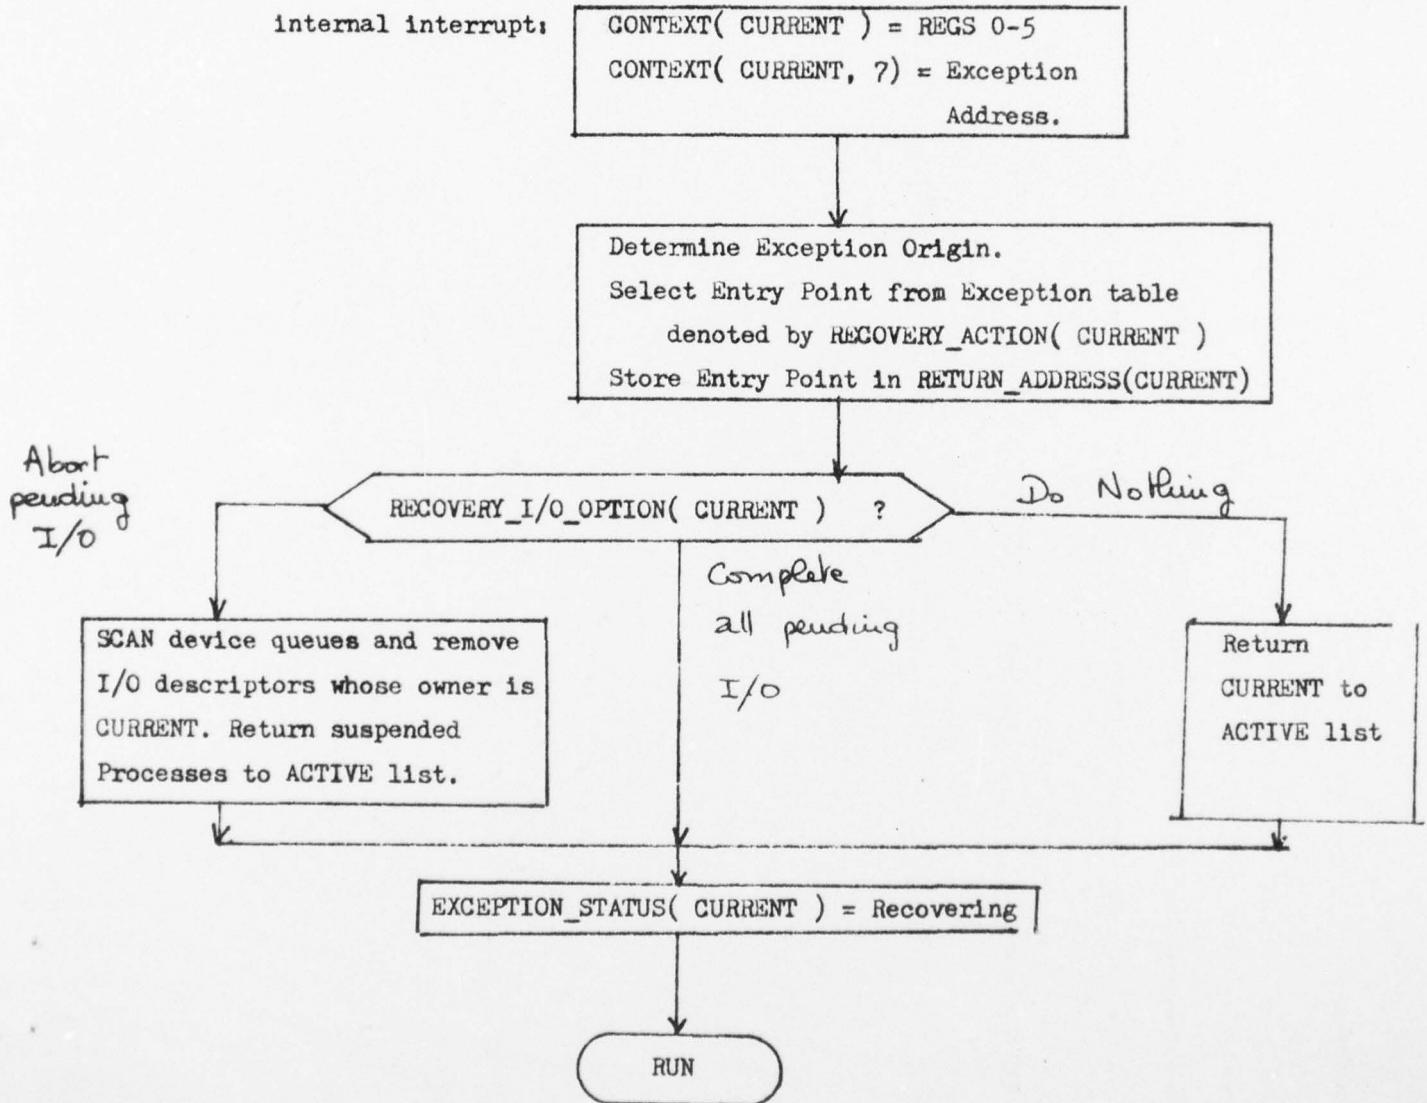 internal interrupt:
CONTEXT( CURRENT ) = REGS 0-5
CONTEXT( CURRENT, 7) = Exception
Address.
Determine Exception Origin.
Select Entry Point from Exception table
denoted by RECOVERY_ACTION( CURRENT )
Store Entry Point in RETURN_ADDRESS(CURRENT)
Abort
pending
I/O
RECOVERY_I/O_OPTION( CURRENT ) ?
Do Nothing
Complete
all pending
I/O
SCAN device queues and remove
I/O descriptors whose owner is
CURRENT. Return suspended
Processes to ACTIVE list.
Return
CURRENT to
ACTIVE list
EXCEPTION_STATUS( CURRENT ) = Recovering
RUN